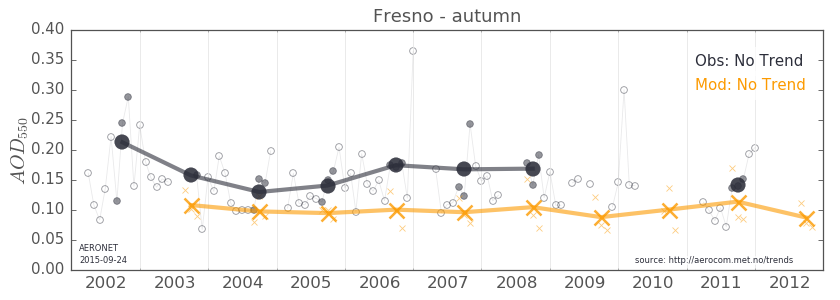 Fresno - autumn
0.40
0.35
0.30
0.25
0.20
0.15
0.10
0.05
0.00
AOD550
Obs: No Trend
Mod: No Trend
AERONET
2015-09-24
source: http://aerocom.met.no/trends
2002 2003 2004 2005 2006 2007 2008 2009 2010 2011 2012